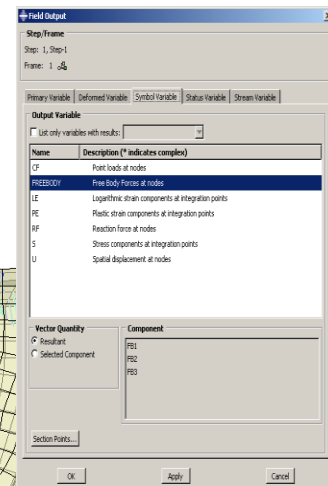 Field Output
Step/Frame
Step: 1, Step-1
Frame: 1
Primary Variable Deformed Variable Symbol Variable Status Variable Stream Variable
Output Variable
List only variables with results:
Name Description (* indicates complex)
CF Point loads at nodes
FREEBODY Free Body Forces at nodes
LE Logarithmic strain components at integration points
PE Plastic strain components at integration points
RF Reaction force at nodes
S Stress components at integration points
U Spatial displacement at nodes
Vector Quantity Component
Resultant FB1
Selected Component FB2
FB3
Section Points...
OK Apply Cancel